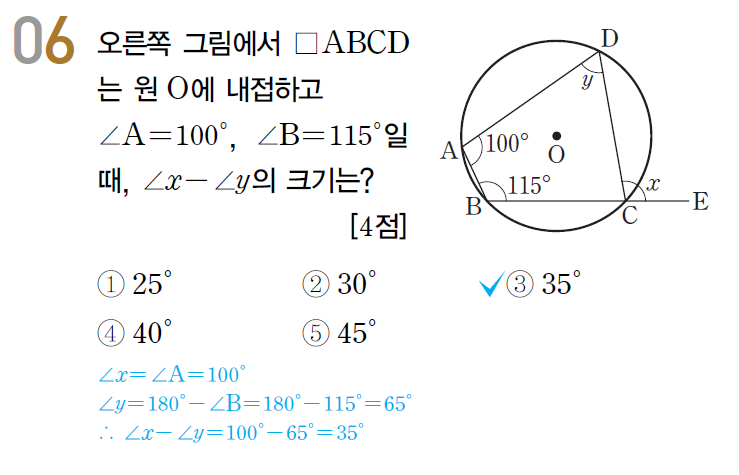 06
오른쪽 그림에서 □ABCD
는 원 O에 내접하고
∠A=100°, ∠B=115°일
때, ∠x-∠y의 크기는?
[4점]
D
y
A
100°
O
115°
x
B
C
E
① 25°
② 30°
✓③ 35°
④ 40°
⑤ 45°
∠x=∠A=100°
∠y=180°-∠B=180°-115°=65°
∴ ∠x-∠y=100°-65°=35°